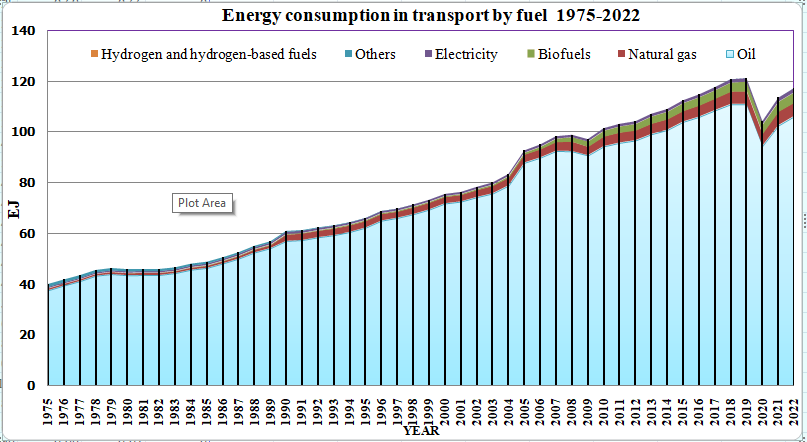 Energy consumption in transport by fuel 1975-2022
140
Hydrogen and hydrogen-based fuels Others Electricity Biofuels Natural gas Oil
120
100
80
Plot Area
EJ
60
40
20
0
1975 1976 1977 1978 1979 1980 1981 1982 1983 1984 1985 1986 1987 1988 1989 1990 1991 1992 1993 1994 1995 1996 1997 1998 1999 2000 2001 2002 2003 2004 2005 2006 2007 2008 2009 2010 2011 2012 2013 2014 2015 2016 2017 2018 2019 2020 2021 2022
YEAR